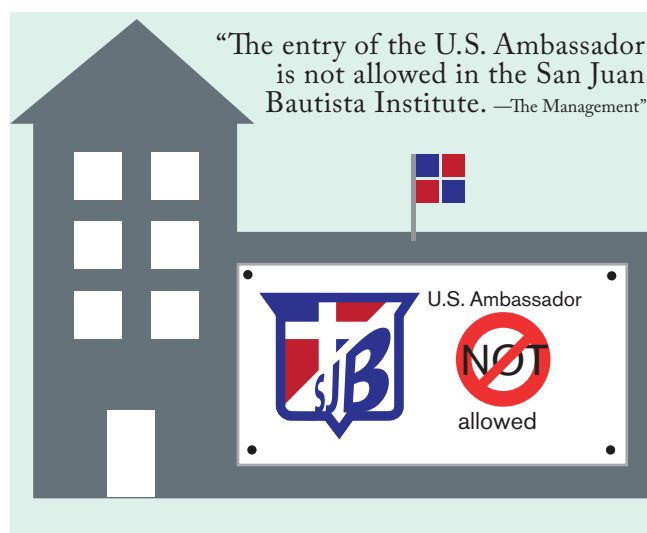 “The entry of the U.S. Ambassador
is not allowed in the San Juan
Bautista Institute. —The Management”
U.S. Ambassador
NOT
allowed
SJB